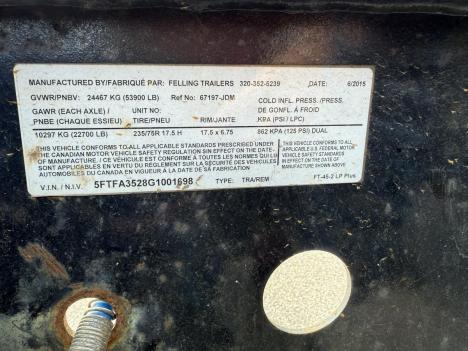 MANUFACTURED BY/FABRIQUÉ PAR: FELLING TRAILERS 320-352-5239 DATE: 6/2015
GVWR/PNBV: 24467 KG (53900 LB) Ref No: 67197-JDM COLD INFL. PRESS./PRESS.
DE GONFL. À FROID
GAWR (EACH AXLE) / UNIT NO:
PNBE (CHAQUE ESSIEU) TIRE/PNEU RIM/JANTE KPA (PSI / LPC)
10297 KG (22700 LB) 235/75R 17.5 H 17.5 x 6.75 862 KPA (125 PSI) DUAL
THIS VEHICLE CONFORMS TO ALL APPLICABLE STANDARDS PRESCRIBED UNDER
THE CANADIAN MOTOR VEHICLE SAFETY REGULATION SIN EFFECT ON THE DATE
OF MANUFACTURE. / CE VÉHICULE EST CONFORME À TOUTES LES NORMES QUI LUI SONT
APPLICABLES EN VERTU DU RÈGLEMENT SUR LA SÉCURITÉ DES VÉHICULES
AUTOMOBILES DU CANADA EN VIGUEUR À LA DATE DE SA FABRICATION
THIS VEHICLE CONFORMS TO ALL
APPLICABLE U.S. FEDERAL MOTOR
VEHICLE SAFETY STANDARDS
IN EFFECT ON THE DATE OF
MANUFACTURE SHOWN ABOVE.
V.I.N. / N.I.V. 5FTFA3528G1001698 TYPE: TRA/REM FT-45-2 LP Plus